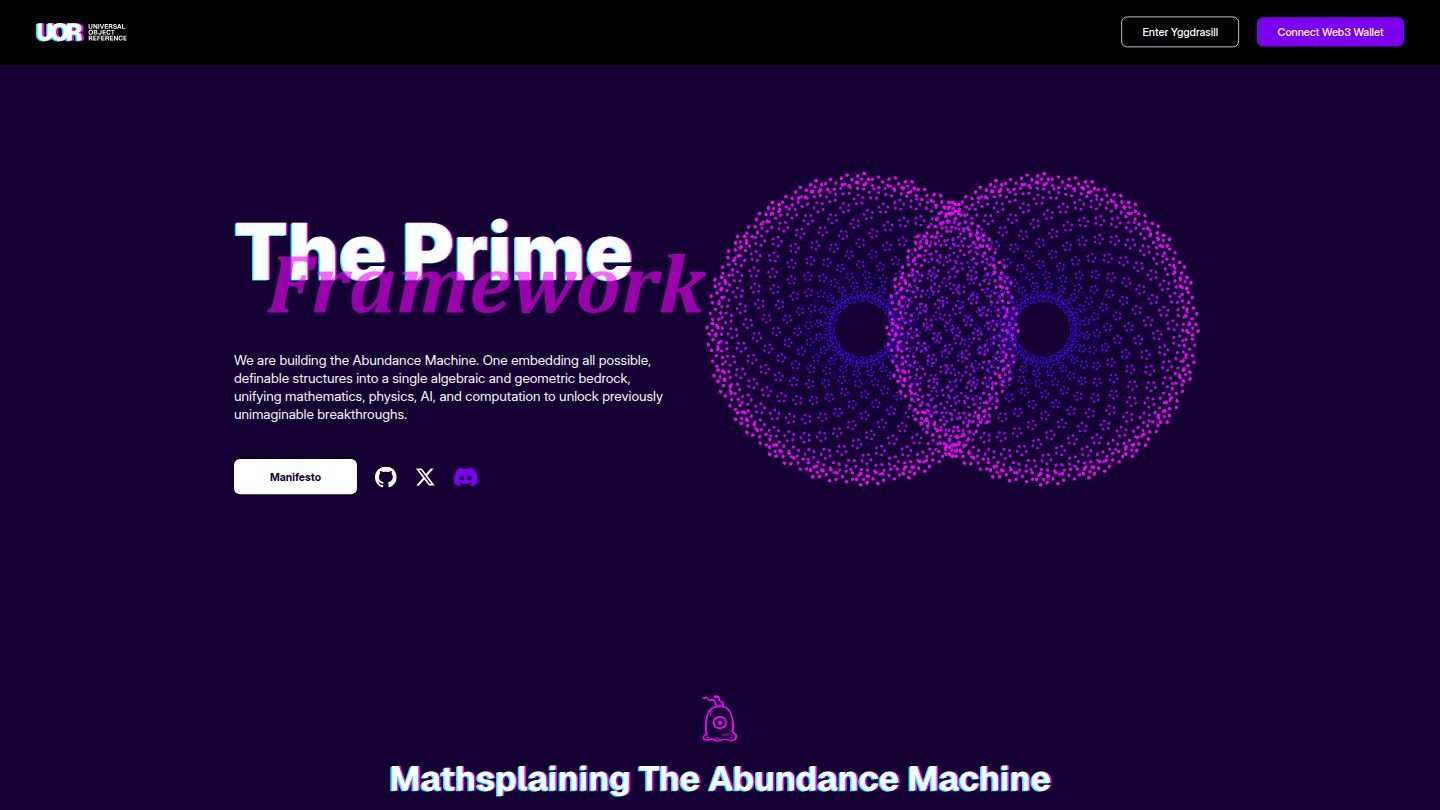 UOR
UNIVERSAL
OBJECT
REFERENCE
Enter Yggdrasill
Connect Web3 Wallet
The Prime
Framework
We are building the Abundance Machine. One embedding all possible,
definable structures into a single algebraic and geometric bedrock,
unifying mathematics, physics, AI, and computation to unlock previously
unimaginable breakthroughs.
Manifesto
Mathsplaining The Abundance Machine